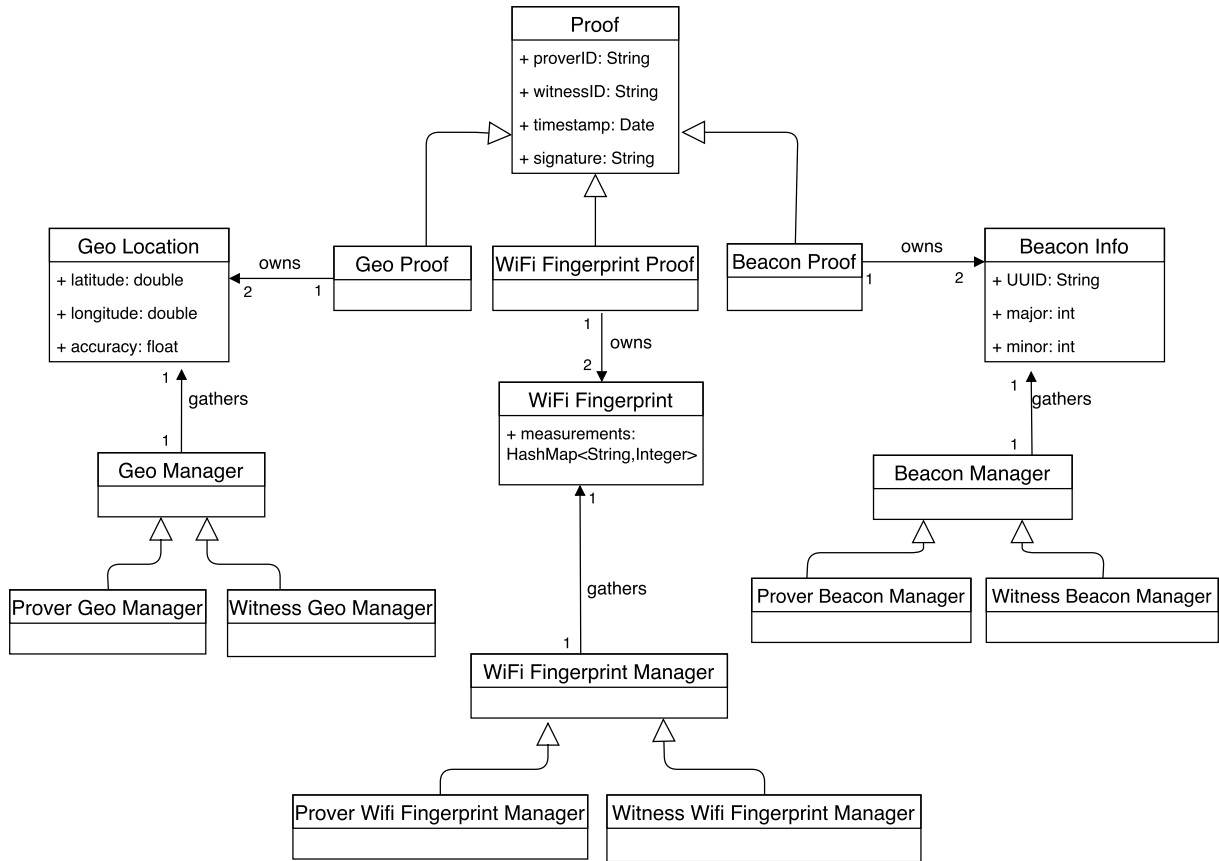 Proof
+ proverID: String
+ witnessID: String
+ timestamp: Date
+ signature: String
Geo Location
+ latitude: double
+ longitude: double
+ accuracy: float
owns
2
1
Geo Proof
WiFi Fingerprint Proof
Beacon Proof
owns
1
2
Beacon Info
+ UUID: String
+ major: int
+ minor: int
1
owns
2
WiFi Fingerprint
+ measurements:
HashMap<String,Integer>
1
gathers
1
Geo Manager
1
gathers
1
Beacon Manager
1
gathers
1
Prover Geo Manager
Witness Geo Manager
Prover Beacon Manager
Witness Beacon Manager
WiFi Fingerprint Manager
Prover Wifi Fingerprint Manager
Witness Wifi Fingerprint Manager